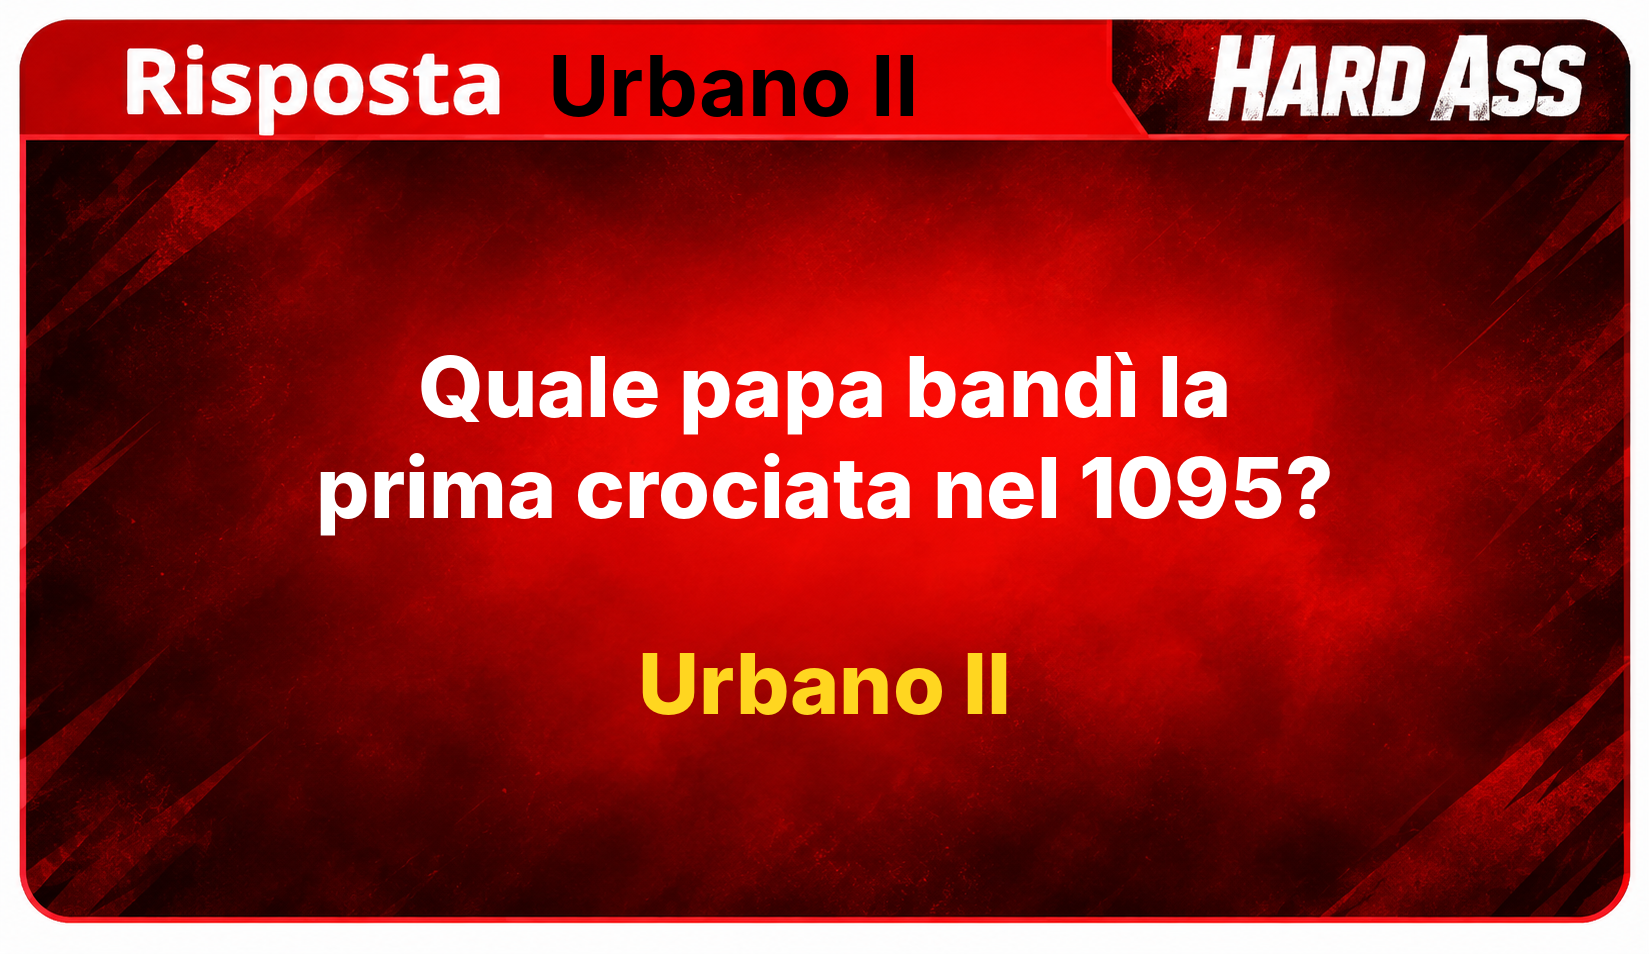 Risposta Urbano II HARD ASS
Quale papa bandì la
prima crociata nel 1095?
Urbano II